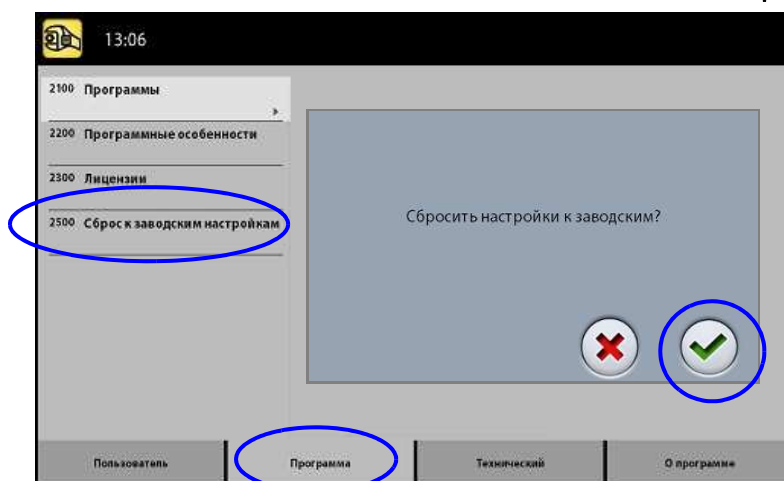 13:06
2100 Программы
2200 Программные особенности
2300 Лицензии
2500 Сброс к заводским настройкам
Сбросить настройки к заводским?
Пользователь
Программа
Технический
О программе